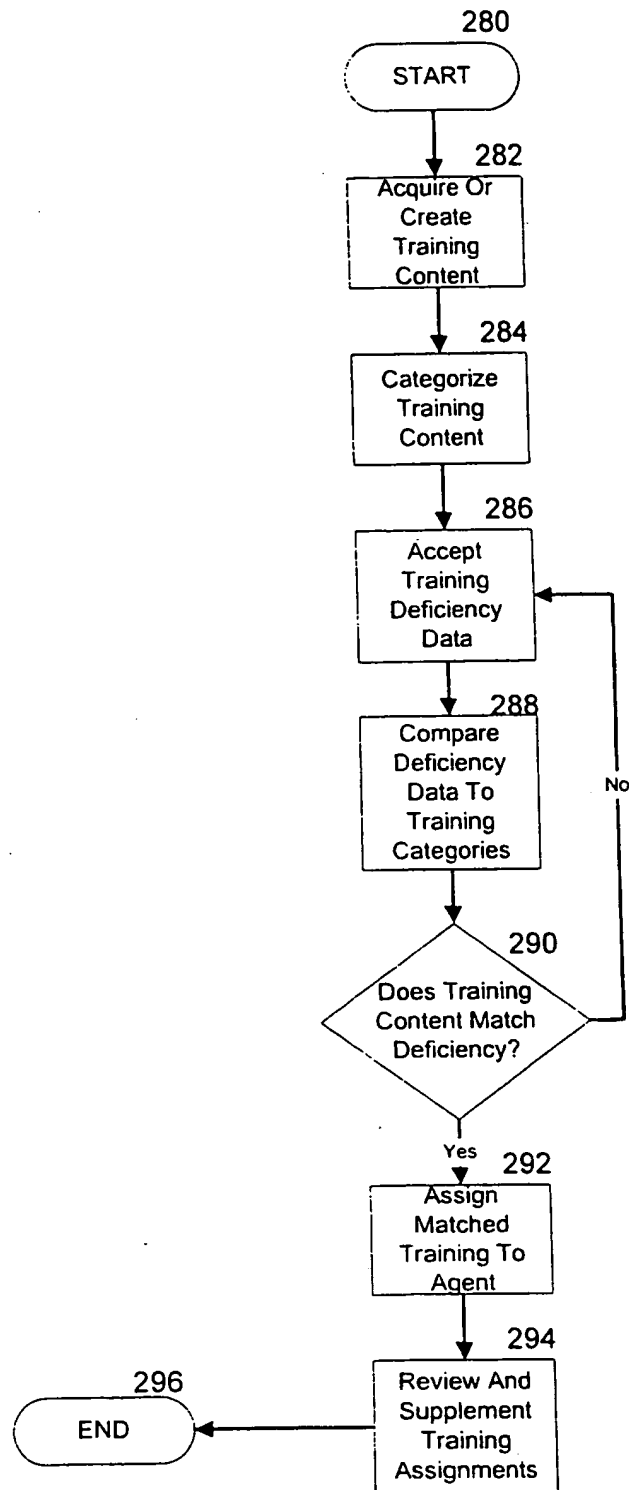 280
START
282
Acquire Or
Create
Training
Content
284
Categorize
Training
Content
286
Accept
Training
Deficiency
Data
288
Compare
Deficiency
Data To
Training
Categories
No
290
Does Training
Content Match
Deficiency?
Yes
292
Assign
Matched
Training To
Agent
294
Review And
Supplement
Training
Assignments
296
END